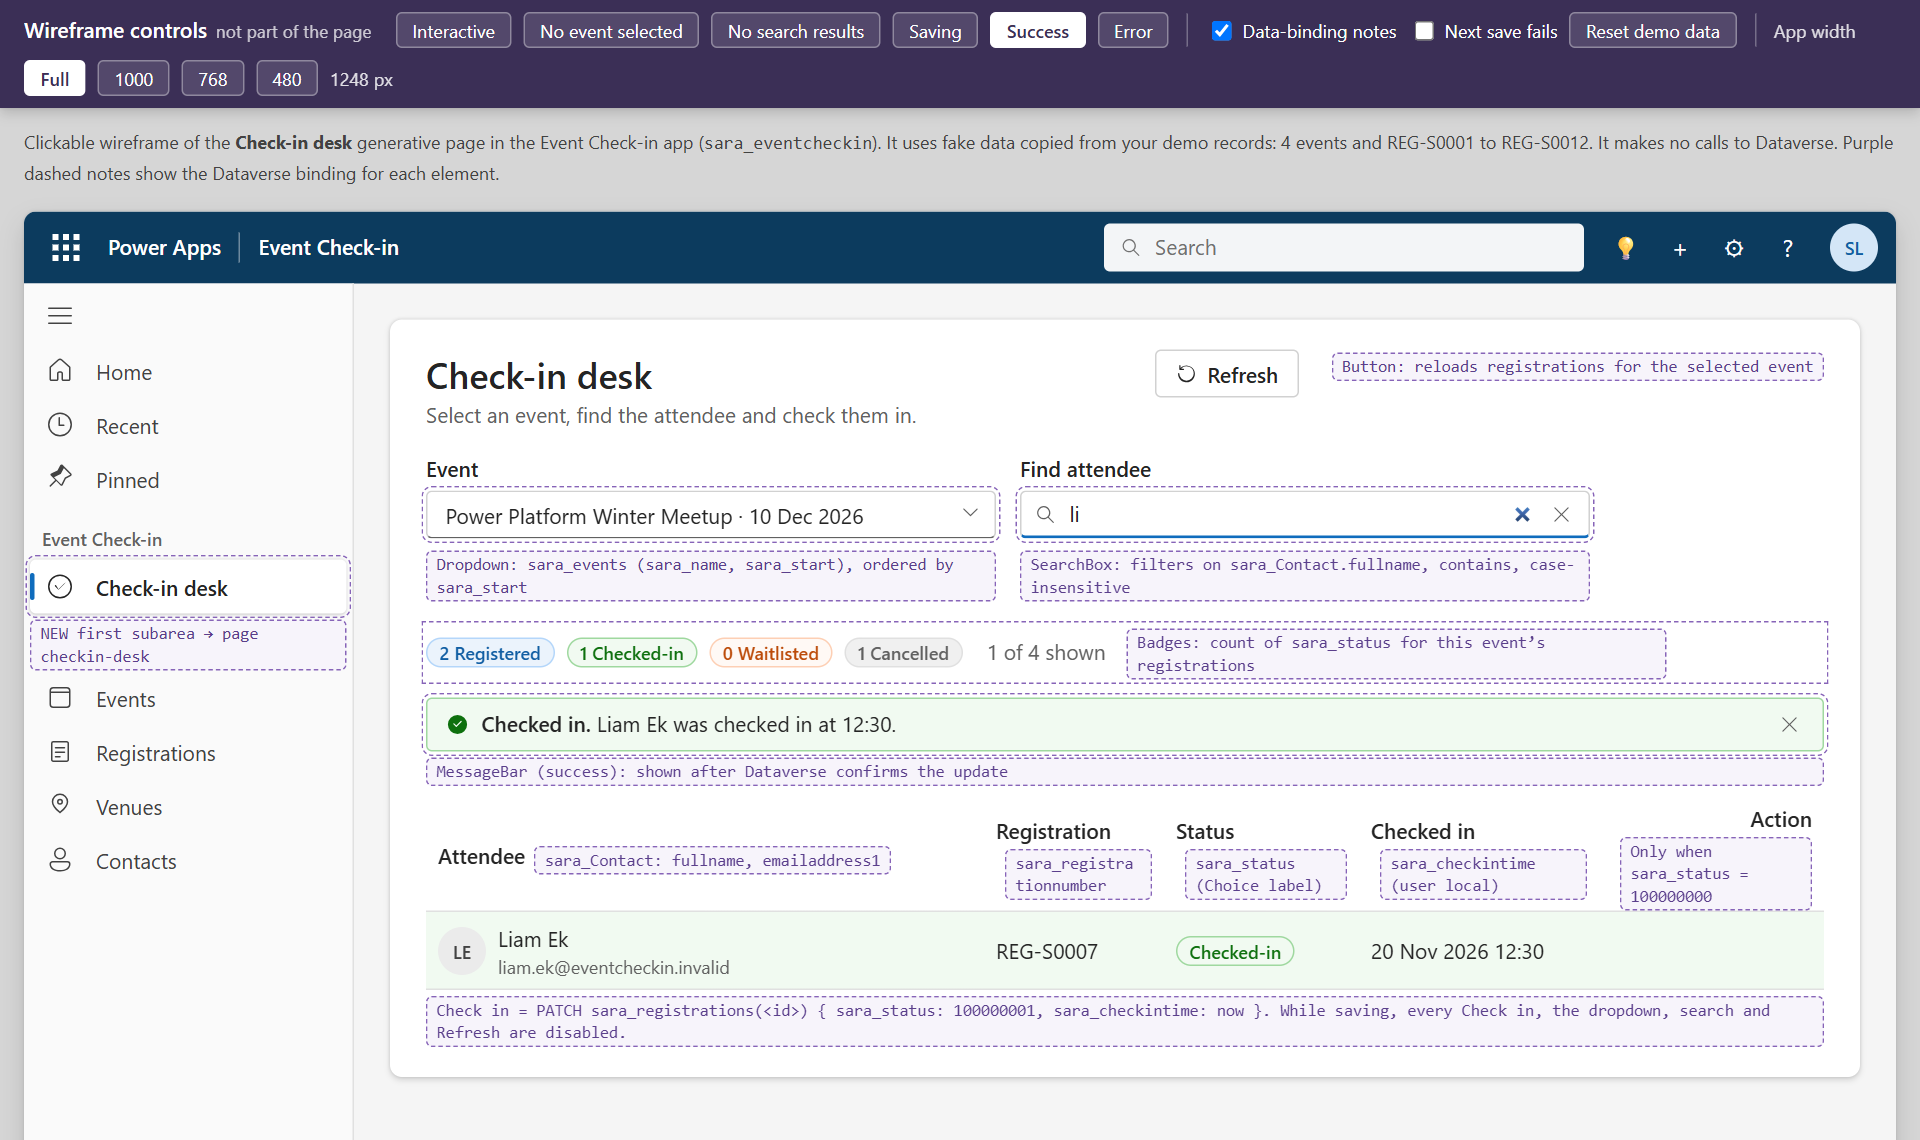 Wireframe controls not part of the page
Interactive
No event selected
No search results
Saving
Success
Error
Data-binding notes
Next save fails
Reset demo data
App width
Full
1000
768
480
1248 px
Clickable wireframe of the Check-in desk generative page in the Event Check-in app (sara_eventcheckin). It uses fake data copied from your demo records: 4 events and REG-S0001 to REG-S0012. It makes no calls to Dataverse. Purple
dashed notes show the Dataverse binding for each element.
Power Apps
Event Check-in
Search
+
?
SL
Home
Recent
Pinned
Event Check-in
Check-in desk
NEW first subarea → page
checkin-desk
Events
Registrations
Venues
Contacts
Check-in desk
Select an event, find the attendee and check them in.
Refresh
Button: reloads registrations for the selected event
Event
Power Platform Winter Meetup · 10 Dec 2026
Dropdown: sara_events (sara_name, sara_start), ordered by
sara_start
Find attendee
li
SearchBox: filters on sara_Contact.fullname, contains, case-
insensitive
2 Registered
1 Checked-in
0 Waitlisted
1 Cancelled
1 of 4 shown
Badges: count of sara_status for this event’s
registrations
Checked in. Liam Ek was checked in at 12:30.
MessageBar (success): shown after Dataverse confirms the update
Attendee
sara_Contact: fullname, emailaddress1
Registration
sara_registra
tionnumber
Status
sara_status
(Choice label)
Checked in
sara_checkintime
(user local)
Action
Only when
sara_status =
100000000
LE
Liam Ek
liam.ek@eventcheckin.invalid
REG-S0007
Checked-in
20 Nov 2026 12:30
Check in = PATCH sara_registrations(<id>) { sara_status: 100000001, sara_checkintime: now }. While saving, every Check in, the dropdown, search and
Refresh are disabled.